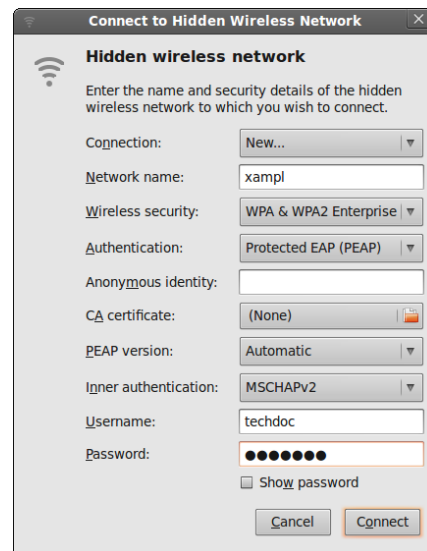 Connect to Hidden Wireless Network
Hidden wireless network
Enter the name and security details of the hidden
wireless network to which you wish to connect.
Connection: New...
Network name: xampl
Wireless security: WPA & WPA2 Enterprise
Authentication: Protected EAP (PEAP)
Anonymous identity:
CA certificate: (None)
PEAP version: Automatic
Inner authentication: MSCHAPv2
Username: techdoc
Password: ●●●●●●●
Show password
Cancel Connect